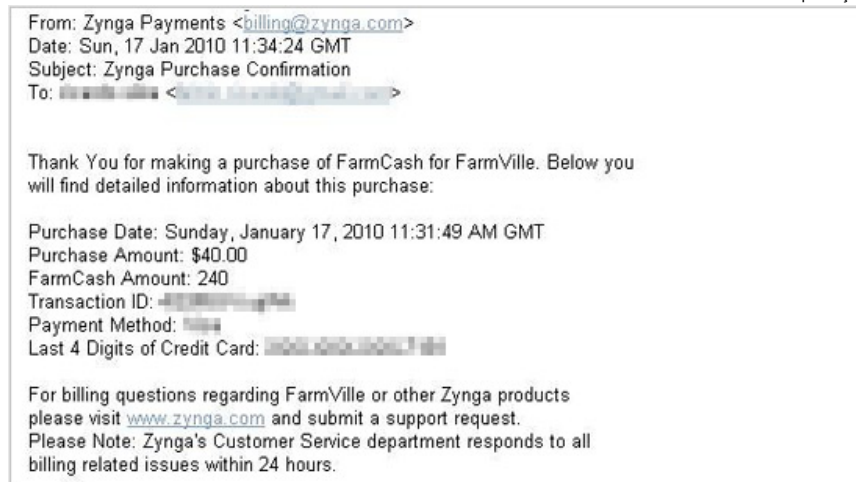 From: Zynga Payments <billing@zynga.com>
Date: Sun, 17 Jan 2010 11:34:24 GMT
Subject: Zynga Purchase Confirmation
To: < >
Thank You for making a purchase of FarmCash for FarmVille. Below you
will find detailed information about this purchase:
Purchase Date: Sunday, January 17, 2010 11:31:49 AM GMT
Purchase Amount: $40.00
FarmCash Amount: 240
Transaction ID:
Payment Method:
Last 4 Digits of Credit Card:
For billing questions regarding FarmVille or other Zynga products
please visit www.zynga.com and submit a support request.
Please Note: Zynga's Customer Service department responds to all
billing related issues within 24 hours.